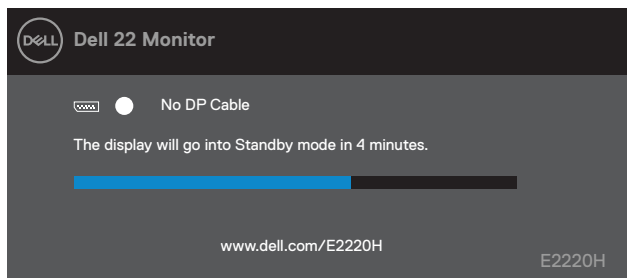 DELL Dell 22 Monitor
No DP Cable
The display will go into Standby mode in 4 minutes.
www.dell.com/E2220H
E2220H